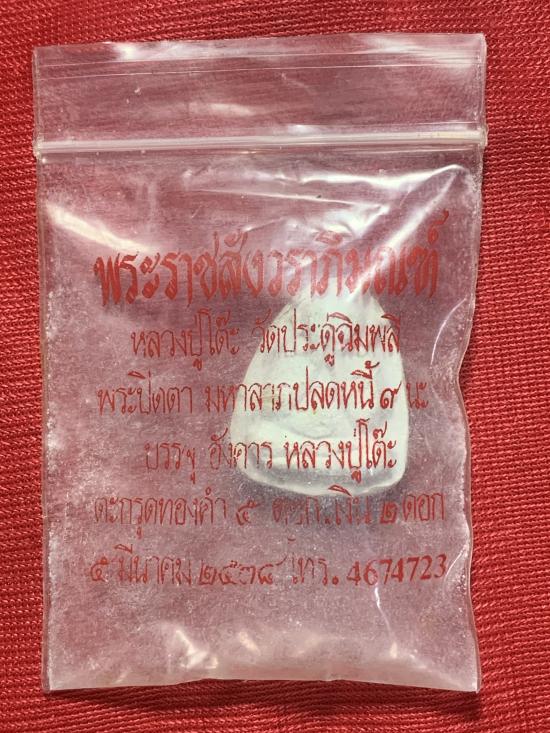 พระราชสังวราภิมณฑ์
หลวงปู่โต๊ะ วัดประดู่ฉิมพลี
พระปิดตา มหาลาภปลดหนี้ ๙ นะ
บรรจุ อังคาร หลวงปู่โต๊ะ
ตะกรุดทองคำ ๕ ดอก เงิน ๒ ดอก
๕ มีนาคม ๒๕๓๘ โทร. 4674723